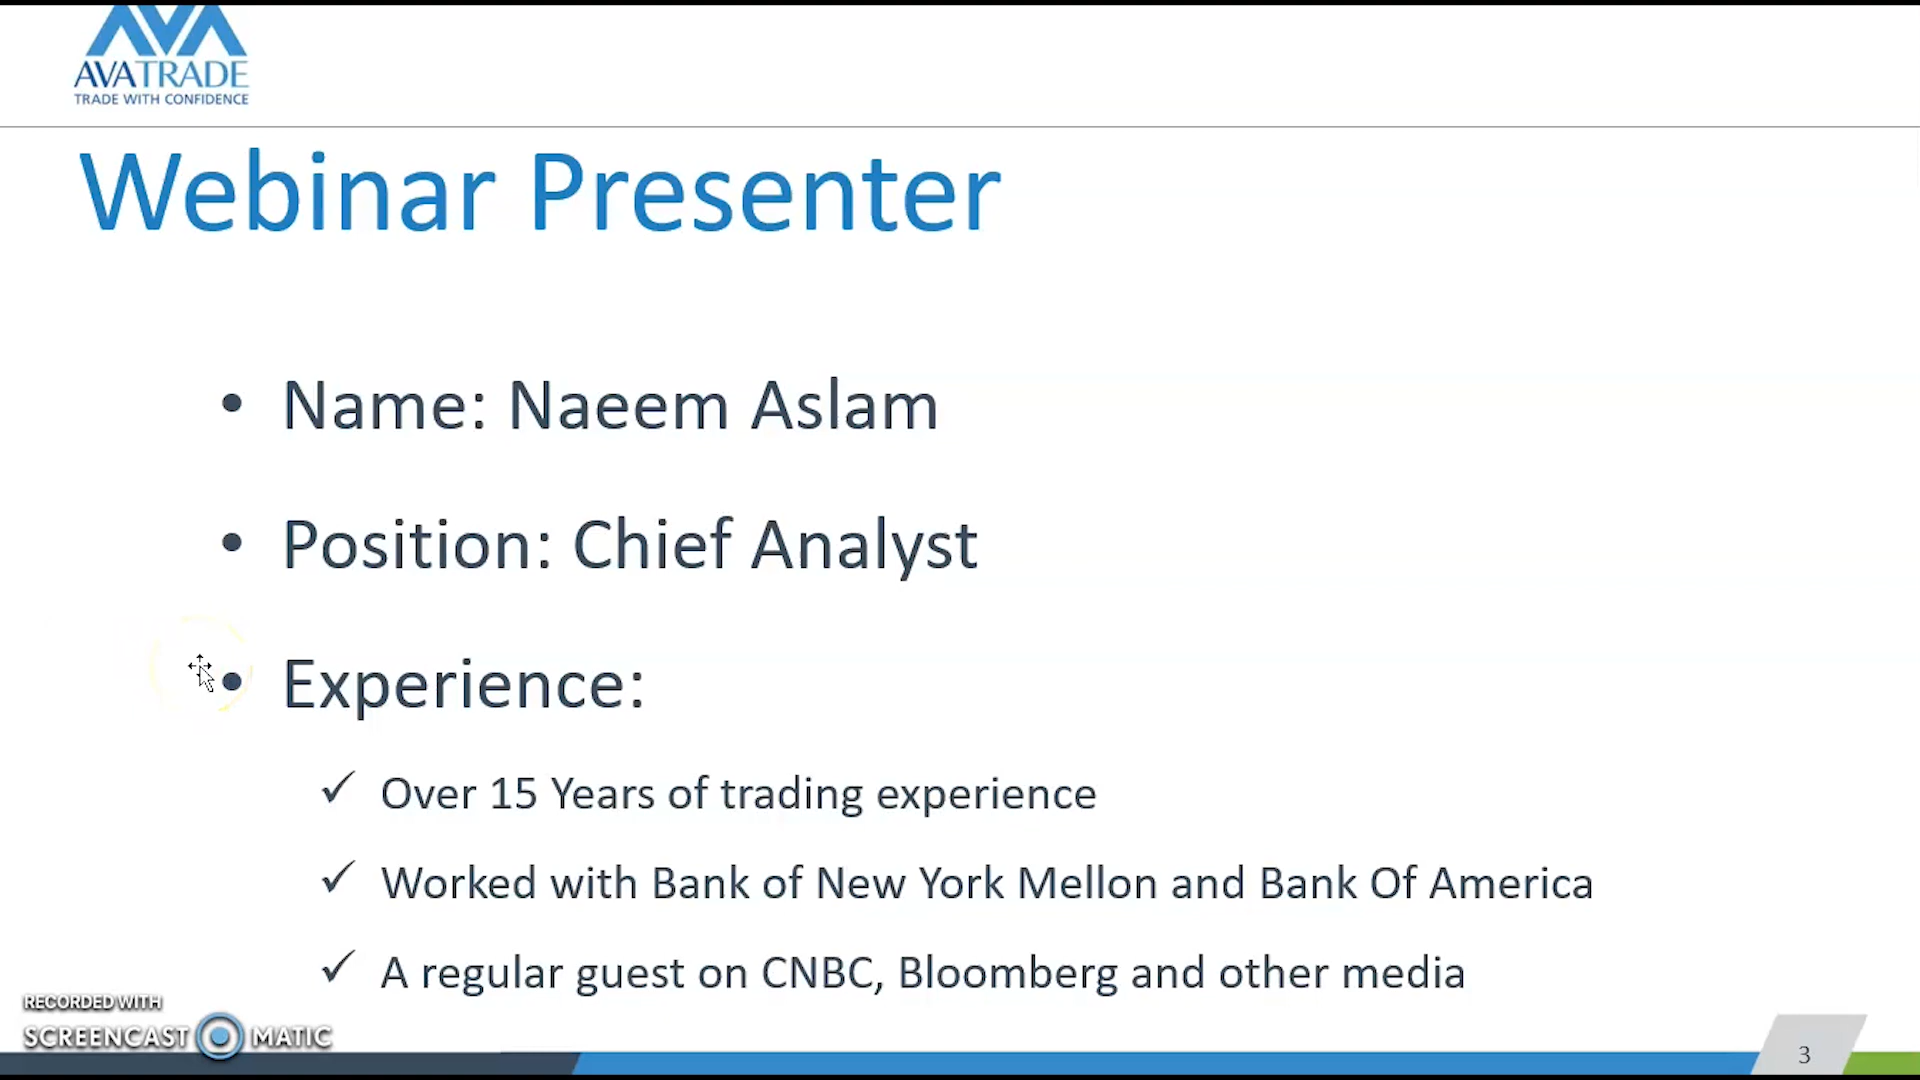 AVATRADE
TRADE WITH CONFIDENCE
Webinar Presenter
• Name: Naeem Aslam
• Position: Chief Analyst
• Experience:
✓ Over 15 Years of trading experience
✓ Worked with Bank of New York Mellon and Bank Of America
✓ A regular guest on CNBC, Bloomberg and other media
RECORDED WITH
SCREENCAST MATIC
3